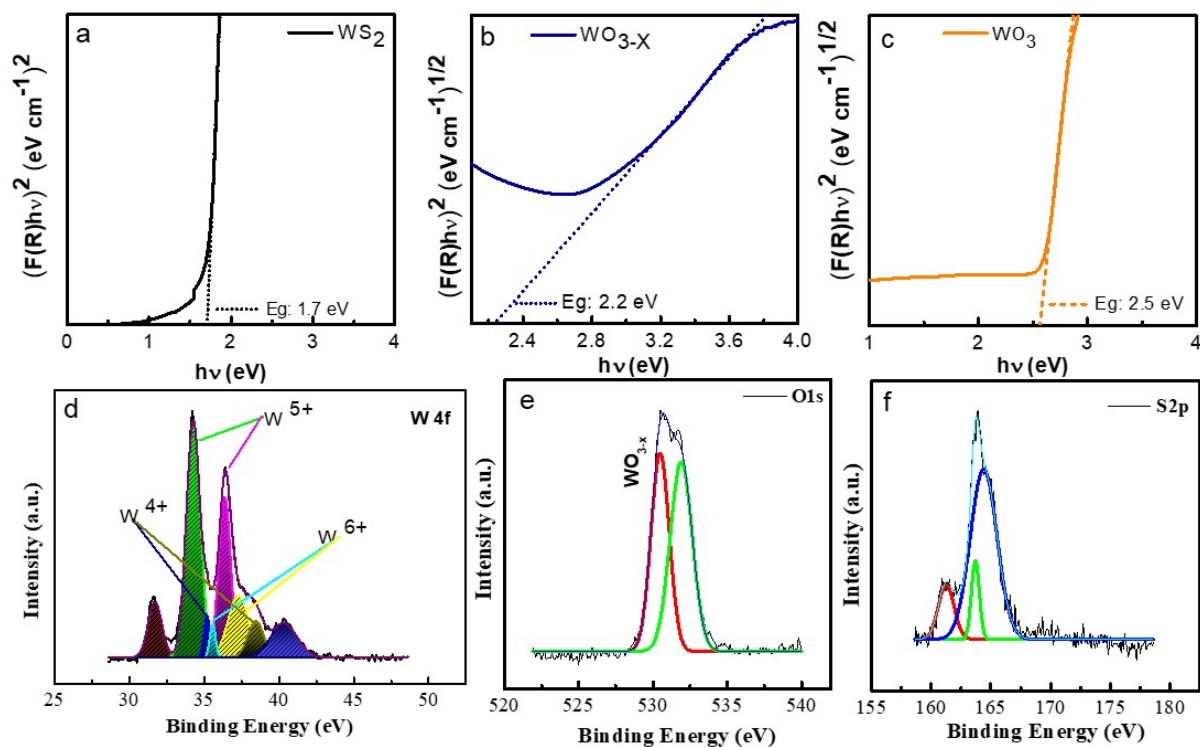 a
WS2
(F(R)hν)^2 (eV cm^-1)^2
Eg: 1.7 eV
0 1 2 3 4
hν (eV)
b
WO3-X
(F(R)hν)^2 (eV cm^-1)^1/2
Eg: 2.2 eV
2.4 2.8 3.2 3.6 4.0
hν (eV)
c
WO3
(F(R)hν)^2 (eV cm^-1)^1/2
Eg: 2.5 eV
1 2 3 4
hν (eV)
d
W 4f
W 5+
W 4+
W 6+
Intensity (a.u.)
25 30 35 40 45 50
Binding Energy (eV)
e
O1s
WO3-x
Intensity (a.u.)
520 525 530 535 540
Binding Energy (eV)
f
S2p
Intensity (a.u.)
155 160 165 170 175 180
Binding Energy (eV)